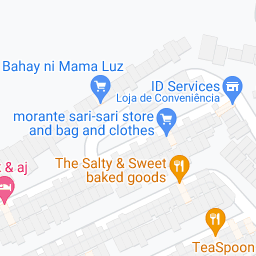 Bahay ni Mama Luz
ID Services
Loja de Conveniência
morante sari-sari store
and bag and clothes
The Salty & Sweet
baked goods
& aj
TeaSpoon